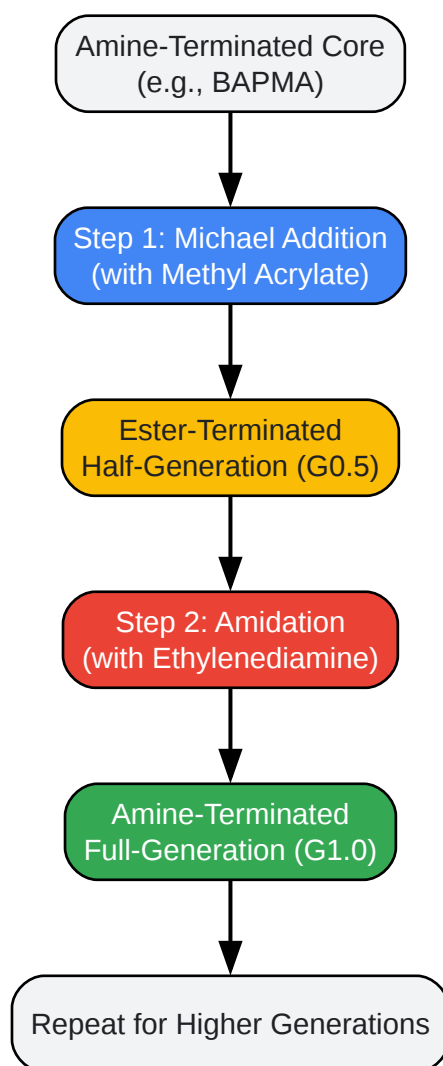 Amine-Terminated Core
(e.g., BAPMA)
Step 1: Michael Addition
(with Methyl Acrylate)
Ester-Terminated
Half-Generation (G0.5)
Step 2: Amidation
(with Ethylenediamine)
Amine-Terminated
Full-Generation (G1.0)
Repeat for Higher Generations